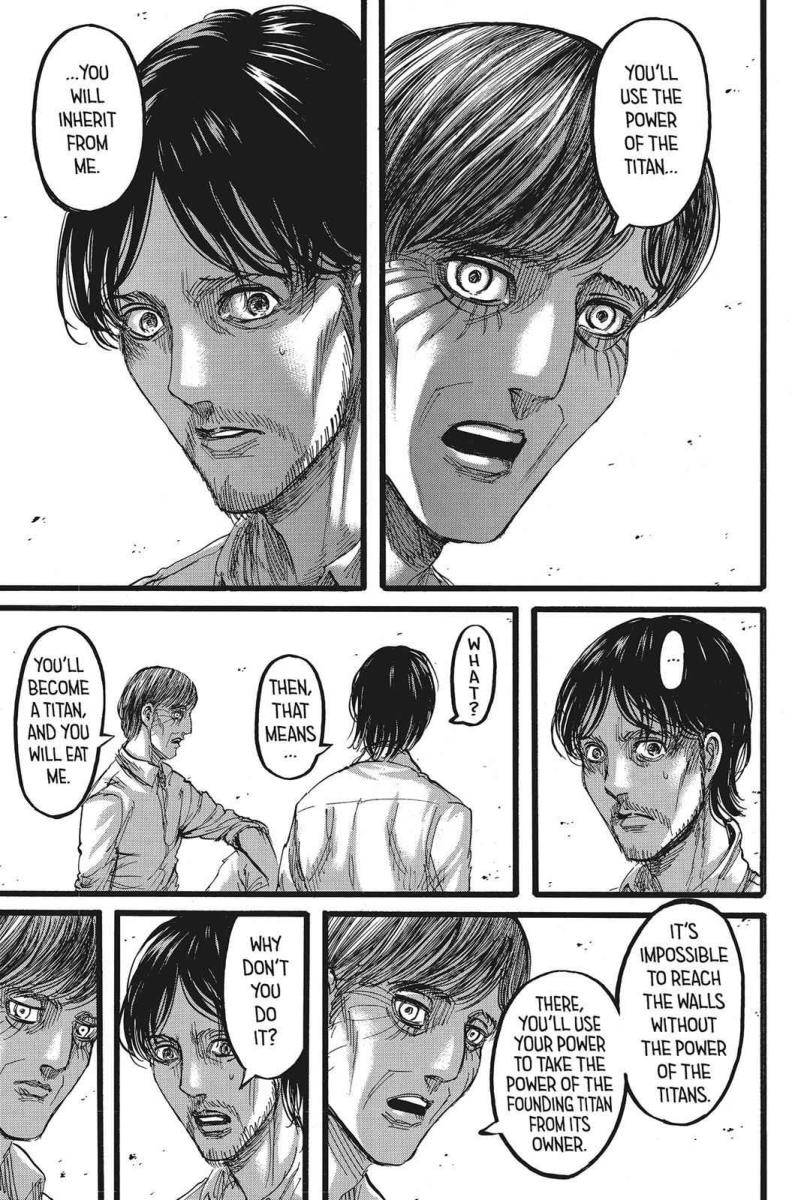 YOU'LL
USE THE
POWER
OF THE
TITAN...
...YOU
WILL
INHERIT
FROM
ME.
...
WHAT?
THEN,
THAT
MEANS
...
YOU'LL
BECOME
A TITAN,
AND YOU
WILL EAT
ME.
IT'S
IMPOSSIBLE
TO REACH
THE WALLS
WITHOUT
THE POWER
OF THE
TITANS.
THERE,
YOU'LL USE
YOUR POWER
TO TAKE THE
POWER OF THE
FOUNDING TITAN
FROM ITS
OWNER.
WHY
DON'T
YOU
DO
IT?